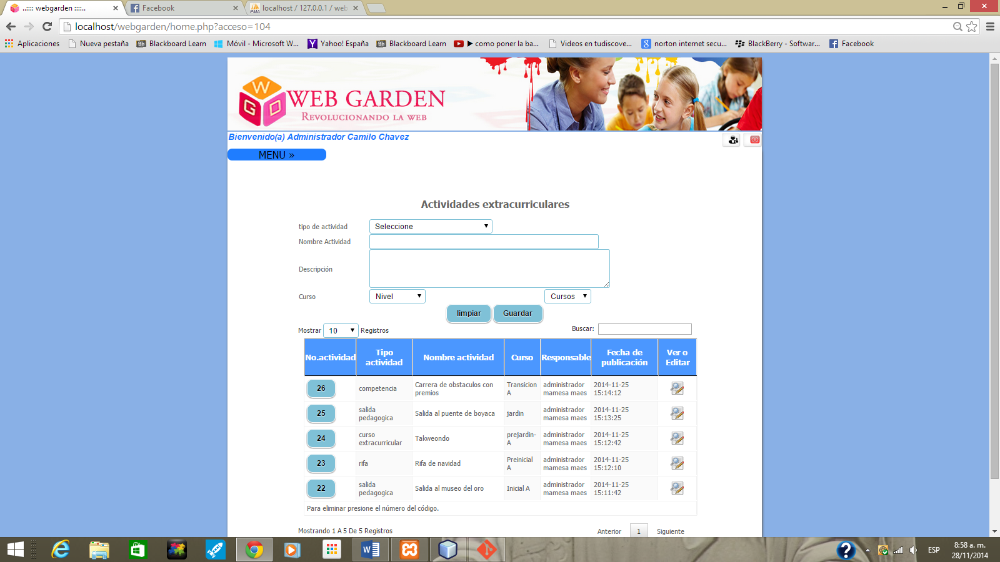 ..:::: webgarden ::::..
Facebook
localhost / 127.0.0.1 / web
localhost/webgarden/home.php?acceso=104
Aplicaciones
Nueva pestaña
Blackboard Learn
Móvil - Microsoft W...
Yahoo! España
Blackboard Learn
como poner la ba...
Videos en tudiscove...
norton internet secu...
BlackBerry - Softwar...
Facebook
W G D
WEB GARDEN
REVOLUCIONANDO LA WEB
Bienvenido(a) Administrador Camilo Chavez
MENU »
Actividades extracurriculares
tipo de actividad
Seleccione
Nombre Actividad
Descripción
Curso
Nivel
Cursos
limpiar
Guardar
Mostrar 10 Registros
Buscar:
No.actividad
Tipo
actividad
Nombre actividad
Curso
Responsable
Fecha de
publicación
Ver o
Editar
26
competencia
Carrera de obstaculos con
premios
Transicion
A
administrador
mamesa maes
2014-11-25
15:14:12
25
salida
pedagogica
Salida al puente de boyaca
jardin
administrador
mamesa maes
2014-11-25
15:13:25
24
curso
extracurricular
Takweondo
prejardin-
A
administrador
mamesa maes
2014-11-25
15:12:42
23
rifa
Rifa de navidad
Preinicial
A
administrador
mamesa maes
2014-11-25
15:12:10
22
salida
pedagogica
Salida al museo del oro
Inicial A
administrador
mamesa maes
2014-11-25
15:11:42
Para eliminar presione el número del código.
Mostrando 1 A 5 De 5 Registros
Anterior
1
Siguiente
ESP
8:58 a. m.
28/11/2014